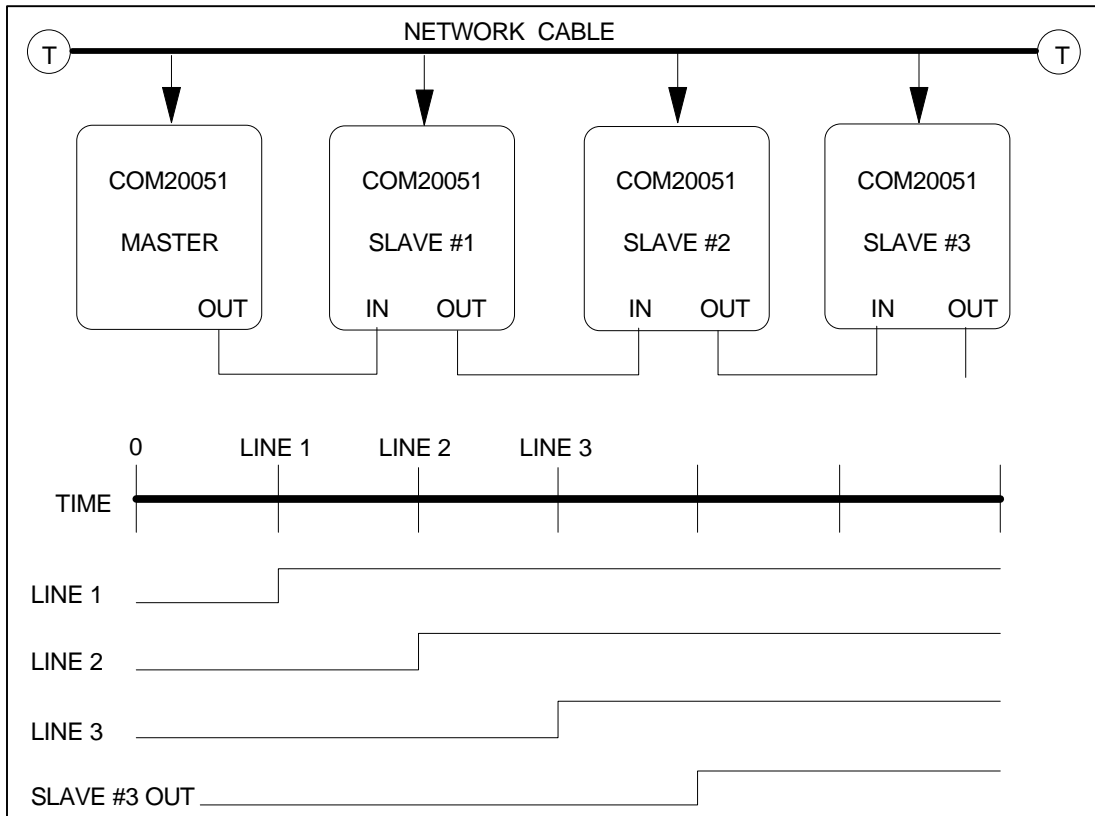 NETWORK CABLE
T T
COM20051 COM20051 COM20051 COM20051
MASTER SLAVE #1 SLAVE #2 SLAVE #3
OUT IN OUT IN OUT IN OUT
0 LINE 1 LINE 2 LINE 3
TIME
LINE 1
LINE 2
LINE 3
SLAVE #3 OUT